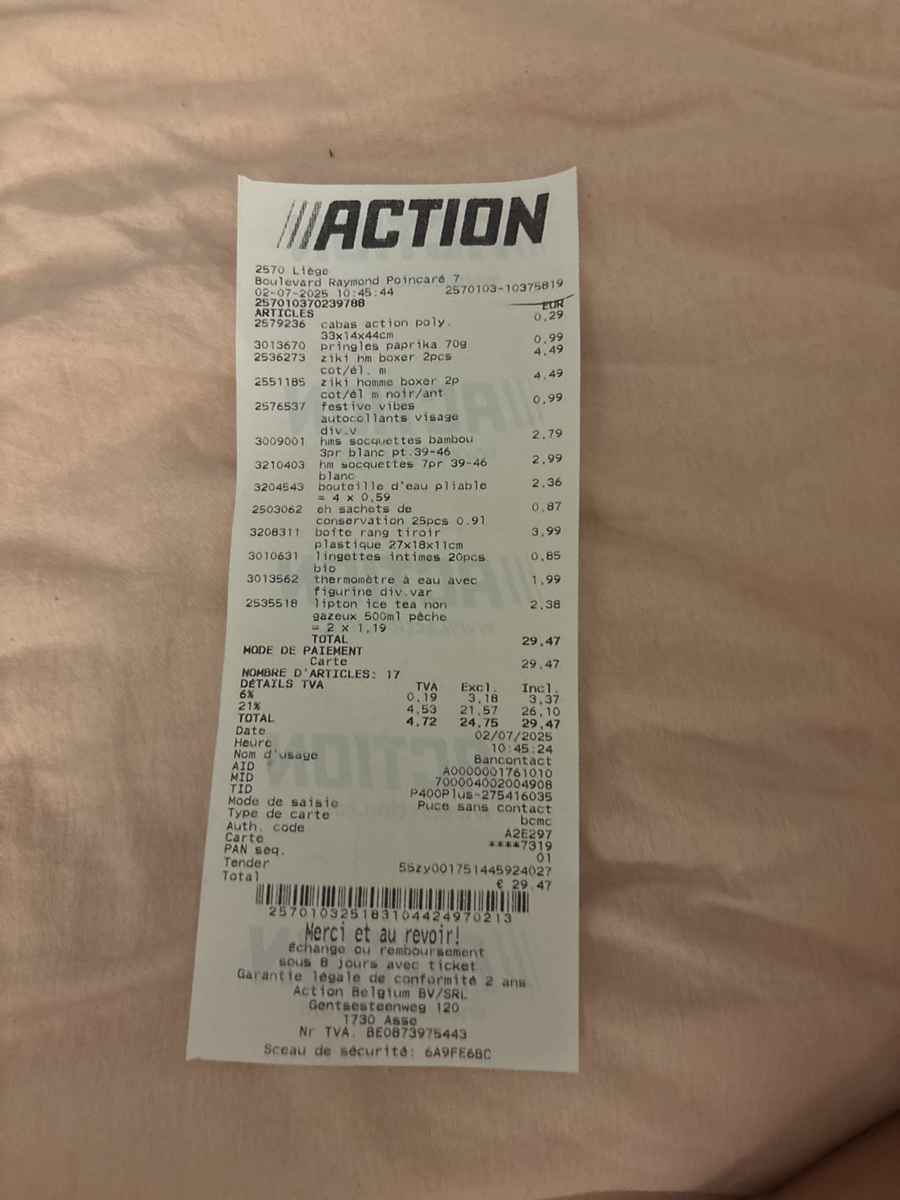 ACTION
2570 Liège
Boulevard Raymond Poincaré 7
02-07-2025 10:45:44 2570103-10375819
257010370239788 EUR
ARTICLES
2579236 cabas action poly. 0,29
33x14x44cm
3013670 pringles paprika 70g 0,99
2536273 ziki hm boxer 2pcs 4,49
cot/él. m
2551185 ziki homme boxer 2p 4,49
cot/él m noir/ant
2576537 festive vibes 0,99
autocollants visage
div.v
3009001 hms socquettes bambou 2,79
3pr blanc pt.39-46
3210403 hm socquettes 7pr 39-46 2,99
blanc
3204543 bouteille d'eau pliable 2,36
= 4 x 0,59
2503062 eh sachets de 0,87
conservation 25pcs 0.91
3208311 boîte rang tiroir 3,99
plastique 27x18x11cm
3010631 lingettes intimes 20pcs 0,85
bio
3013562 thermomètre à eau avec 1,99
figurine div.var
2535518 lipton ice tea non 2,38
gazeux 500ml pêche
= 2 x 1,19
TOTAL 29,47
MODE DE PAIEMENT
Carte 29,47
NOMBRE D'ARTICLES: 17
DÉTAILS TVA TVA Excl. Incl.
6% 0,19 3,18 3,37
21% 4,53 21,57 26,10
TOTAL 4,72 24,75 29,47
Date 02/07/2025
Heure 10:45:24
Nom d'usage Bancontact
AID A0000001761010
MID 700004002004908
TID P400Plus-275416035
Mode de saisie Puce sans contact
Type de carte bcmc
Auth. code A2E297
Carte ****7319
PAN seq. 01
Tender 55zy001751445924027
Total € 29,47
257010325183104424970213
Merci et au revoir!
Échange ou remboursement
sous 8 jours avec ticket
Garantie légale de conformité 2 ans
Action Belgium BV/SRL
Gentsesteenweg 120
1730 Asse
Nr TVA. BE0873975443
Sceau de sécurité: 6A9FE6BC